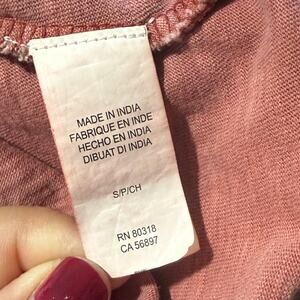 MADE IN INDIA
FABRIQUE EN INDE
HECHO EN INDIA
DIBUAT DI INDIA
S/P/CH
RN 80318
CA 56897